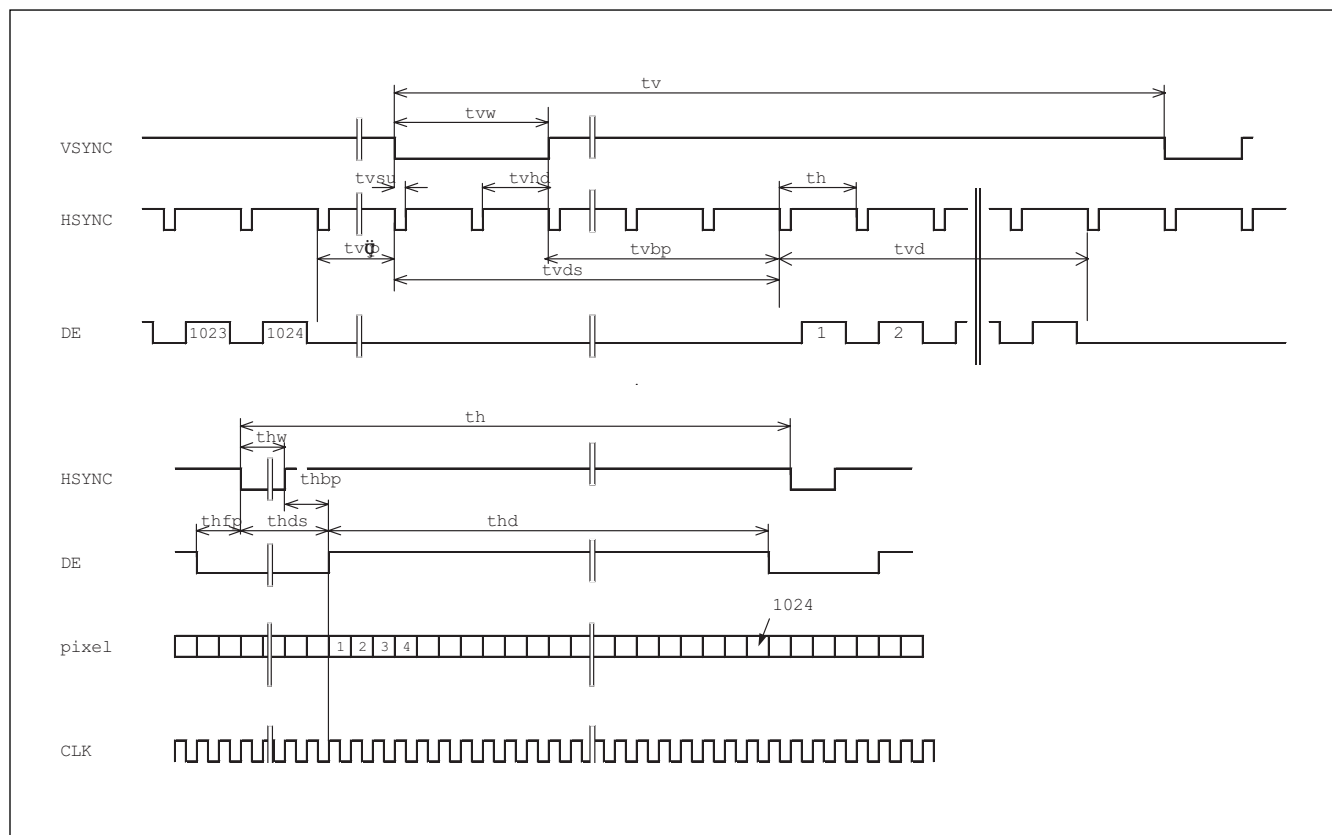 tv
tvw
VSYNC
tvsu
tvhd
th
HSYNC
tvbp
tvd
tvds
DE
1023
1024
1
2
th
thw
HSYNC
thbp
thfp
thds
thd
DE
1024
pixel
1
2
3
4
CLK